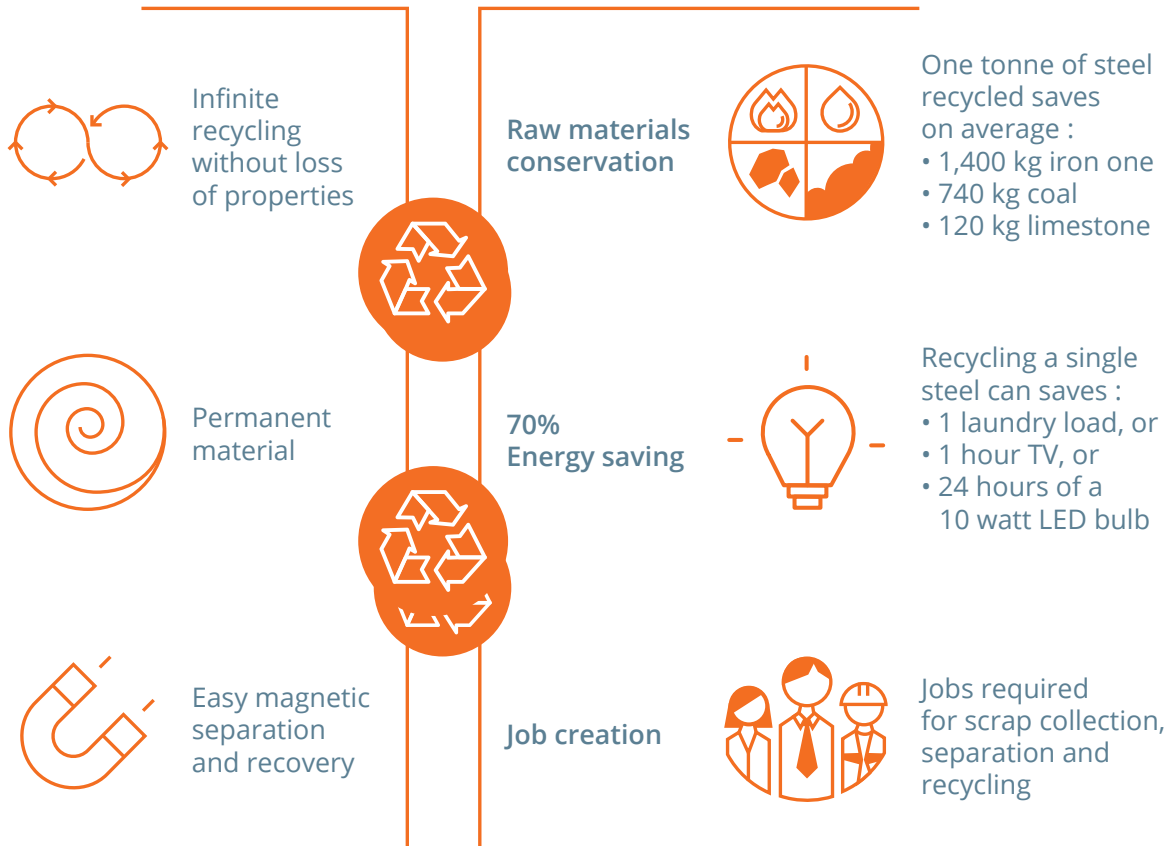 Infinite
recycling
without loss
of properties
Raw materials
conservation
One tonne of steel
recycled saves
on average :
• 1,400 kg iron one
• 740 kg coal
• 120 kg limestone
Permanent
material
70%
Energy saving
Recycling a single
steel can saves :
• 1 laundry load, or
• 1 hour TV, or
• 24 hours of a
10 watt LED bulb
Easy magnetic
separation
and recovery
Job creation
Jobs required
for scrap collection,
separation and
recycling